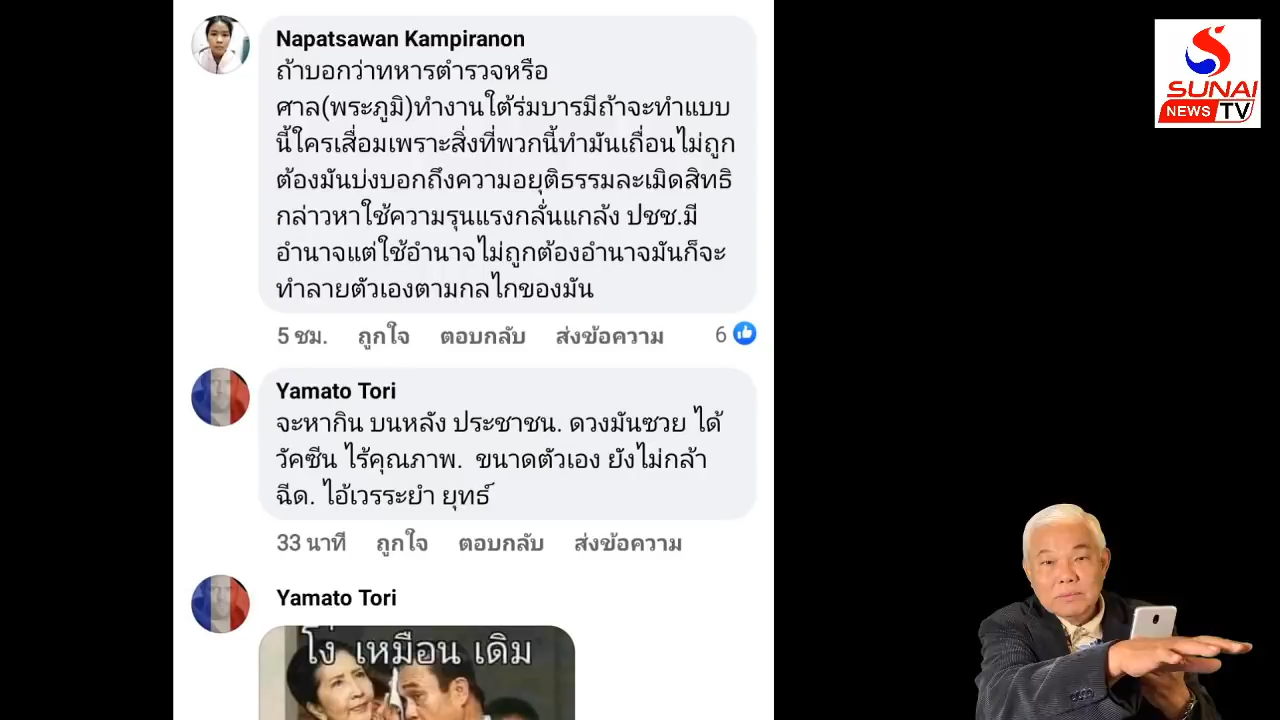 Napatsawan Kampiranon
ถ้าบอกว่าทหารตำรวจหรือ
ศาล(พระภูมิ)ทำงานใต้ร่มบารมีถ้าจะทำแบบ
นี้ใครเสื่อมเพราะสิ่งที่พวกนี้ทำมันเถื่อนไม่ถูก
ต้องมันบ่งบอกถึงความอยุติธรรมละเมิดสิทธิ
กล่าวหาใช้ความรุนแรงกลั่นแกล้ง ปชช.มี
อำนาจแต่ใช้อำนาจไม่ถูกต้องอำนาจมันก็จะ
ทำลายตัวเองตามกลไกของมัน
5 ชม. ถูกใจ ตอบกลับ ส่งข้อความ 6
Yamato Tori
จะหากิน บนหลัง ประชาชน. ดวงมันซวย ได้
วัคซีน ไร้คุณภาพ. ขนาดตัวเอง ยังไม่กล้า
ฉีด. ไอ้เวรระยำ ยุทธ์
33 นาที ถูกใจ ตอบกลับ ส่งข้อความ
Yamato Tori
โง่ เหมือน เดิม
SUNAI
NEWS TV